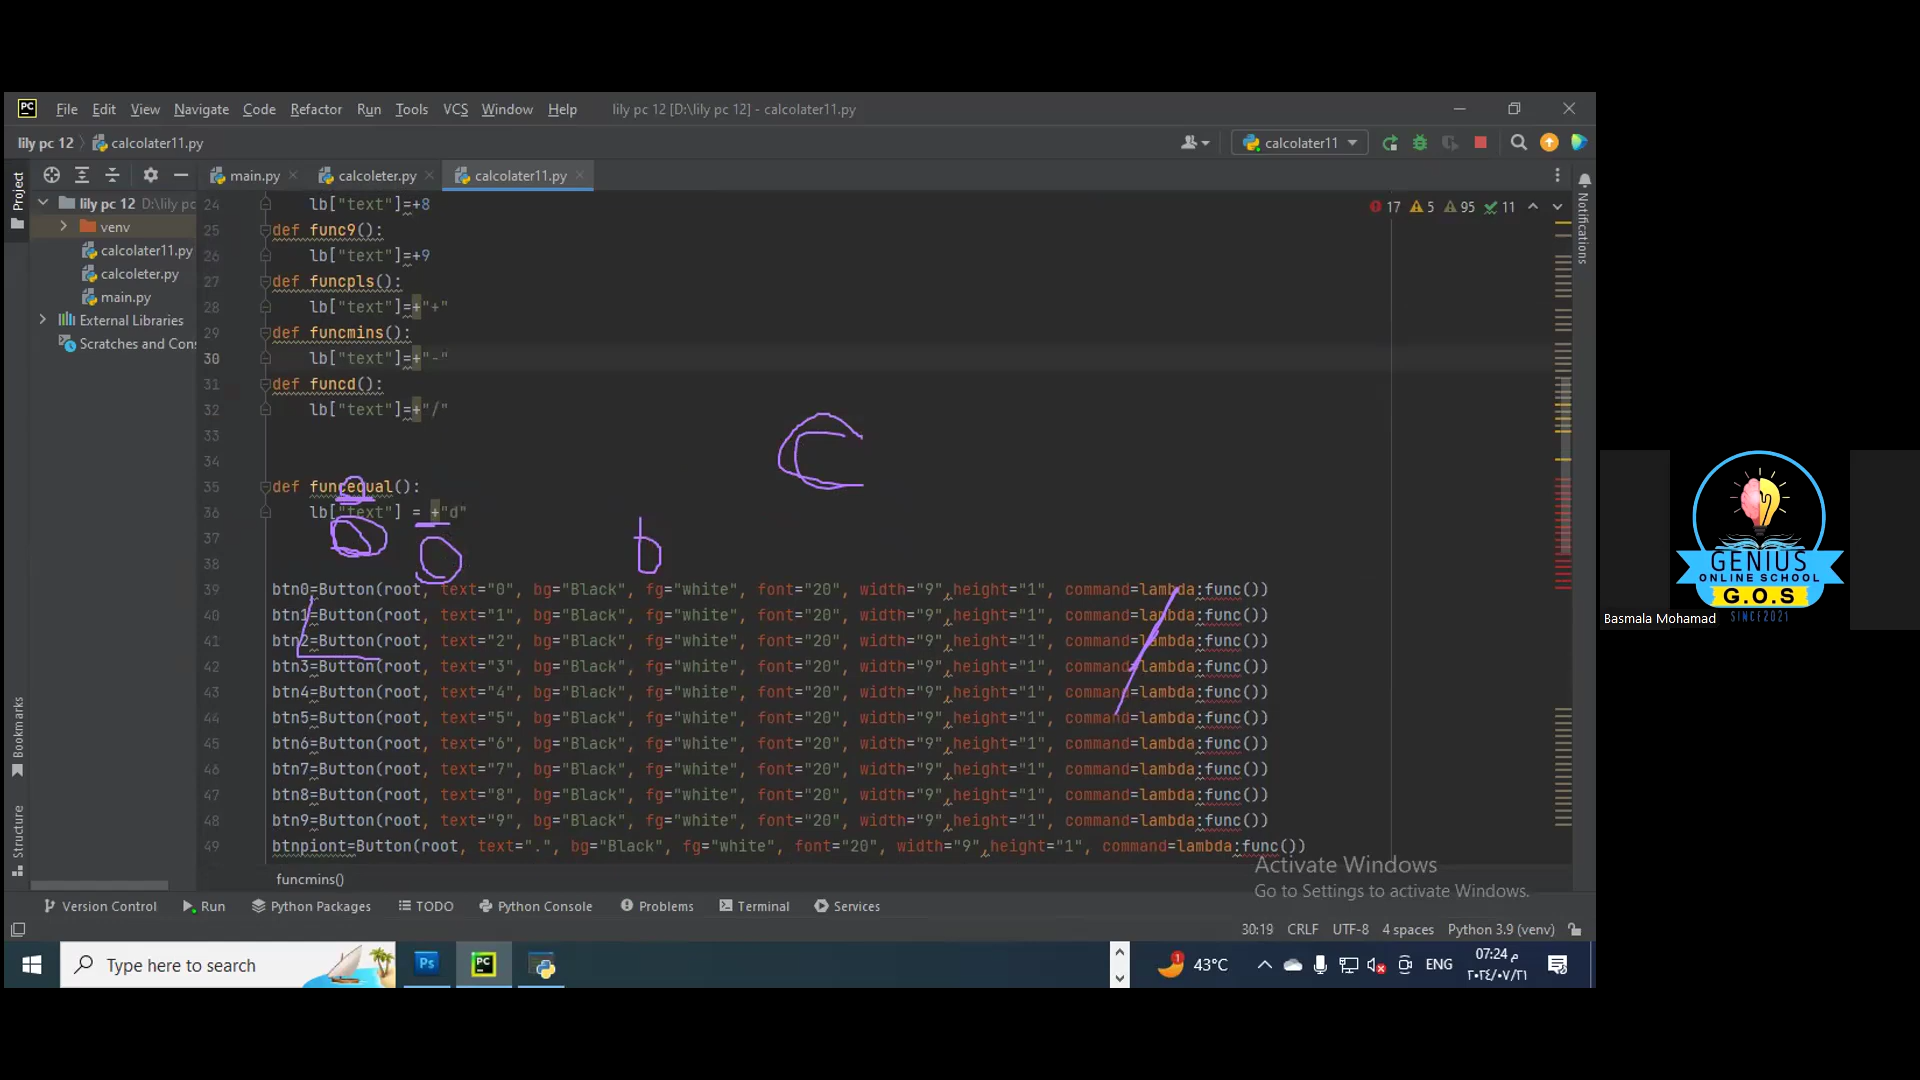 PC File Edit View Navigate Code Refactor Run Tools VCS Window Help lily pc 12 [D:\lily pc 12] - calcolater11.py
lily pc 12 calcolater11.py calcolater11
Project main.py calcoleter.py calcolater11.py
lily pc 12 D:\lily pc
venv
calcolater11.py
calcoleter.py
main.py
External Libraries
Scratches and Cons
17 5 95 11
Notifications
24 lb["text"]=+8
25 def func9():
26 lb["text"]=+9
27 def funcpls():
28 lb["text"]=+"+"
29 def funcmins():
30 lb["text"]=+"-"
31 def funcd():
32 lb["text"]=+"/"
33
34
35 def funcequal():
36 lb["text"] = +"d"
37
38
C
b
39 btn0=Button(root, text="0", bg="Black", fg="white", font="20", width="9",height="1", command=lambda:func())
40 btn1=Button(root, text="1", bg="Black", fg="white", font="20", width="9",height="1", command=lambda:func())
41 btn2=Button(root, text="2", bg="Black", fg="white", font="20", width="9",height="1", command=lambda:func())
42 btn3=Button(root, text="3", bg="Black", fg="white", font="20", width="9",height="1", command=lambda:func())
43 btn4=Button(root, text="4", bg="Black", fg="white", font="20", width="9",height="1", command=lambda:func())
44 btn5=Button(root, text="5", bg="Black", fg="white", font="20", width="9",height="1", command=lambda:func())
45 btn6=Button(root, text="6", bg="Black", fg="white", font="20", width="9",height="1", command=lambda:func())
46 btn7=Button(root, text="7", bg="Black", fg="white", font="20", width="9",height="1", command=lambda:func())
47 btn8=Button(root, text="8", bg="Black", fg="white", font="20", width="9",height="1", command=lambda:func())
48 btn9=Button(root, text="9", bg="Black", fg="white", font="20", width="9",height="1", command=lambda:func())
49 btnpiont=Button(root, text=".", bg="Black", fg="white", font="20", width="9",height="1", command=lambda:func())
funcmins()
Bookmarks
Structure
Activate Windows
Go to Settings to activate Windows.
Version Control Run Python Packages TODO Python Console Problems Terminal Services
30:19 CRLF UTF-8 4 spaces Python 3.9 (venv)
Type here to search Ps PC 1 43°C ENG م 07:24
٢٠٢٤/٠٧/٢١
GENIUS
ONLINE SCHOOL
G.O.S
SINCE2021
Basmala Mohamad